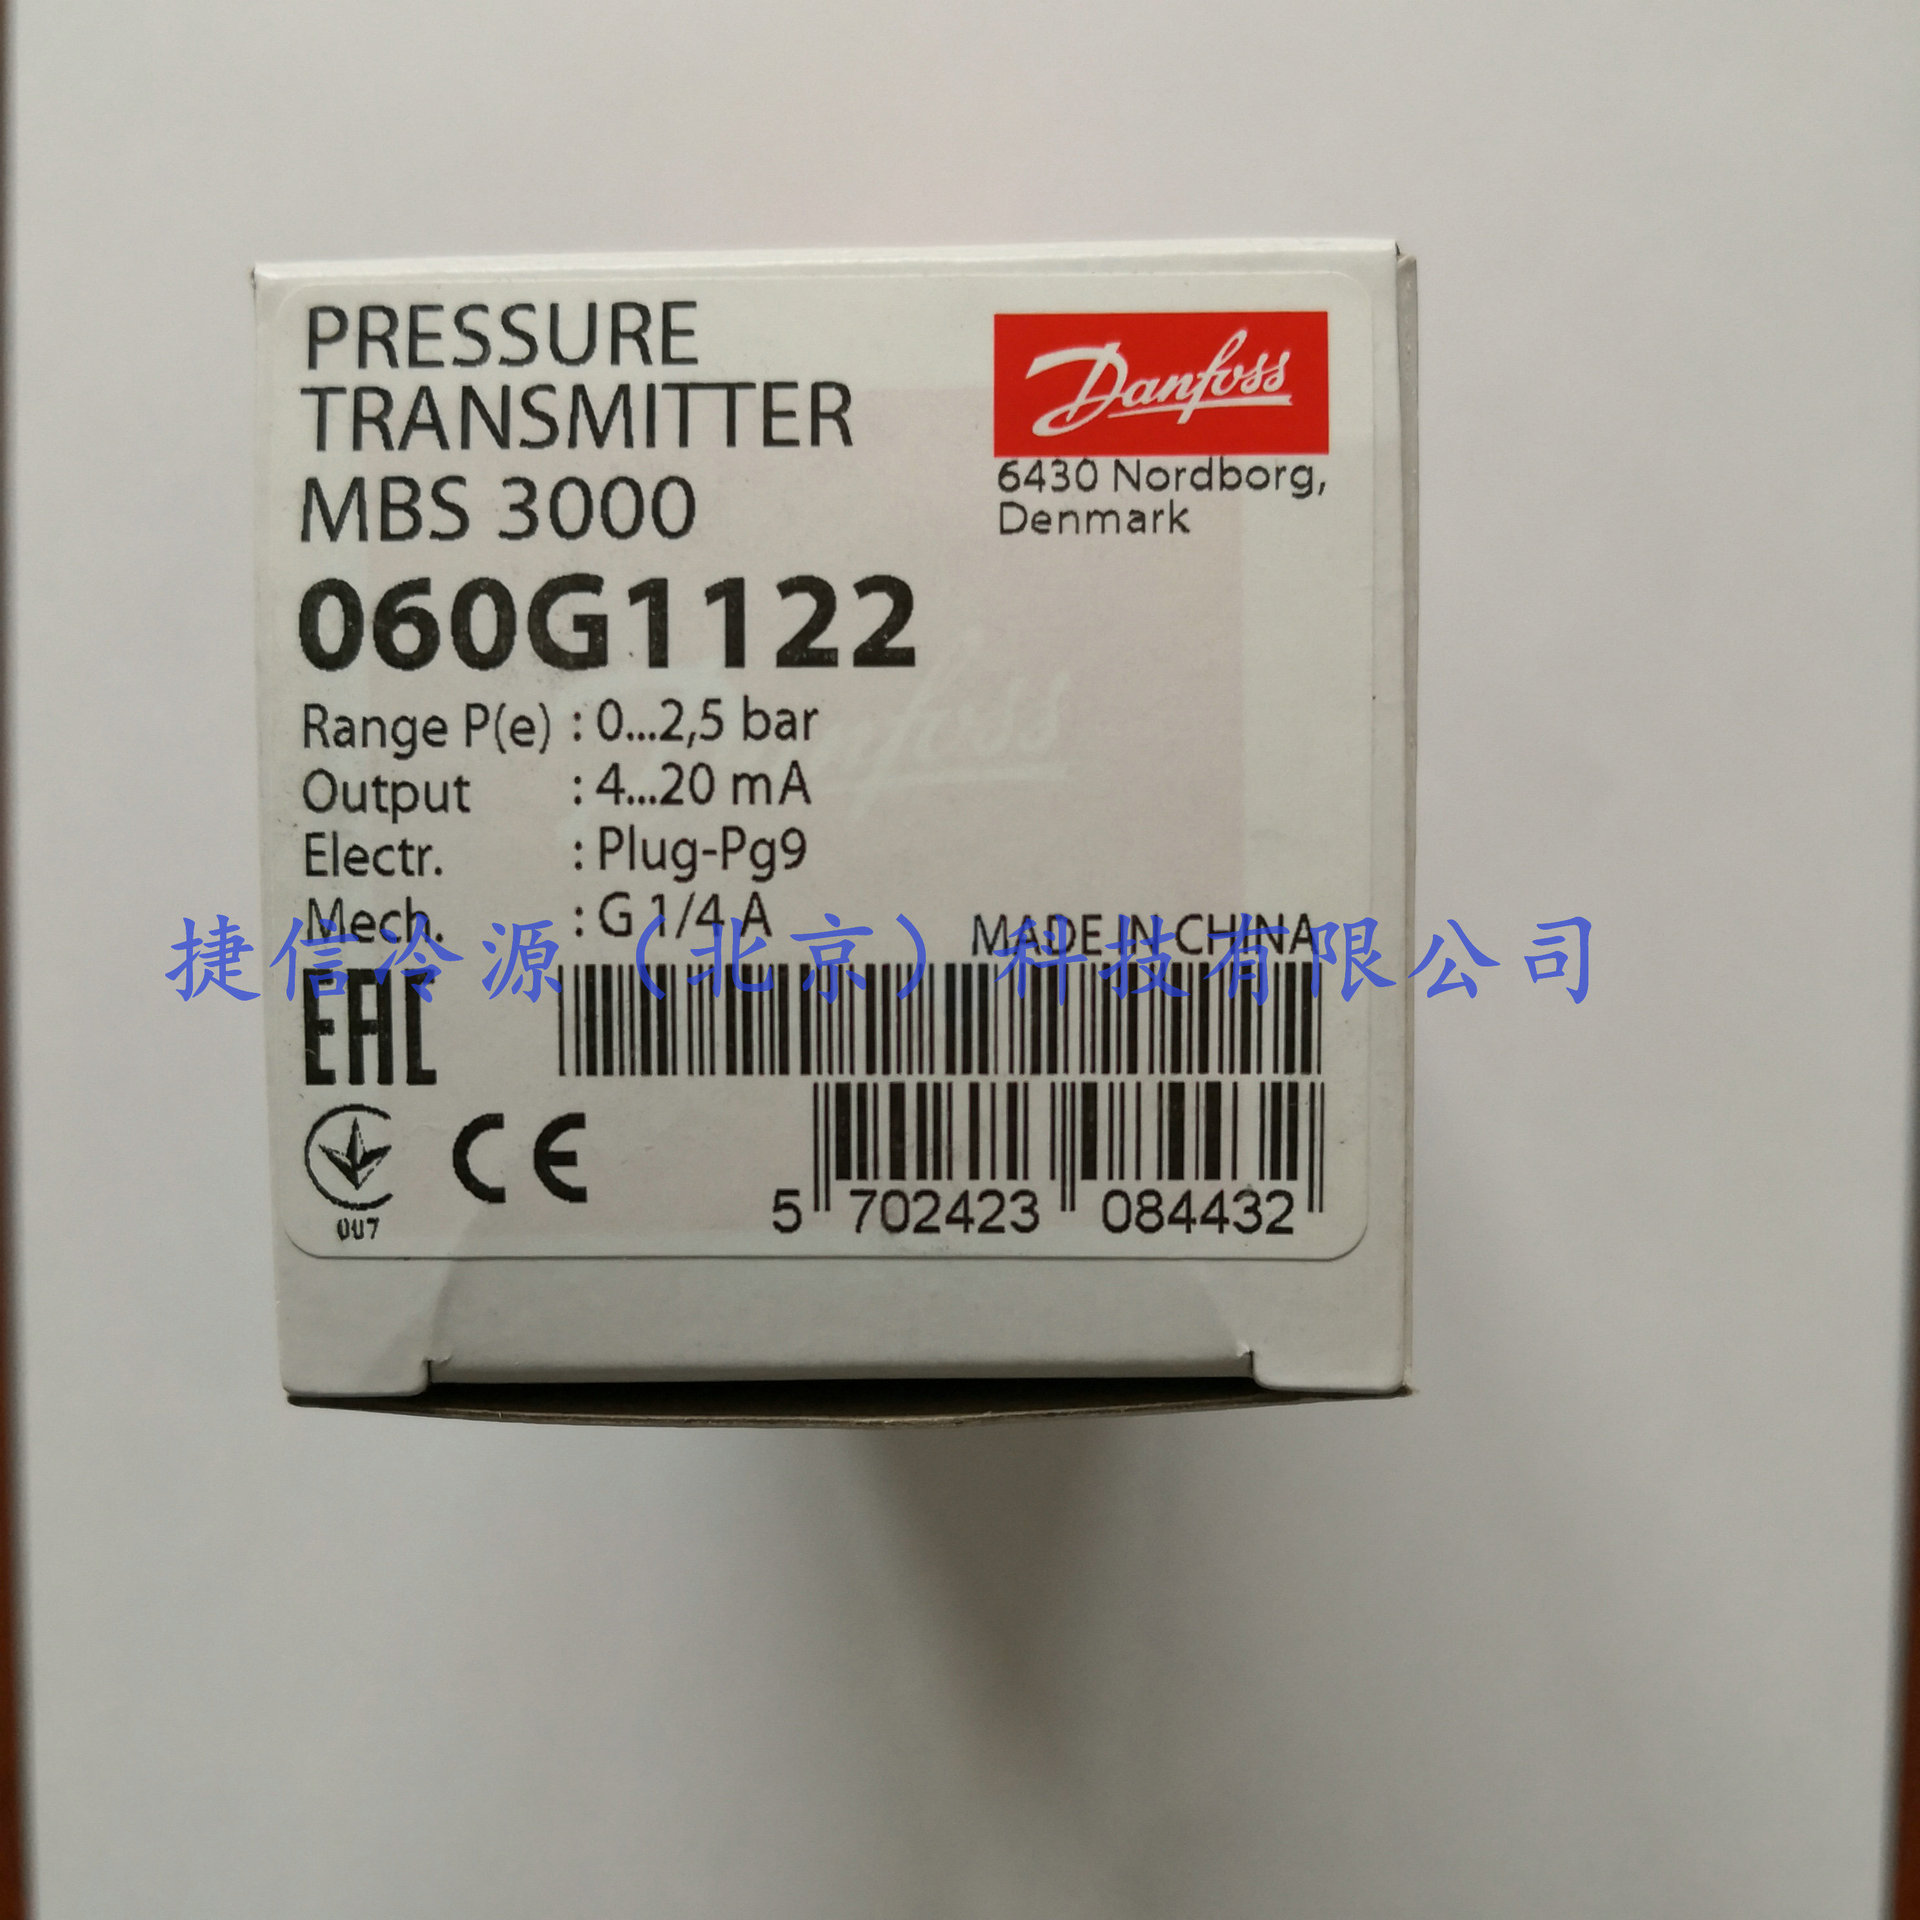 PRESSURE
TRANSMITTER
MBS 3000
Danfoss
6430 Nordborg,
Denmark
060G1122
Danfoss
Range P(e) : 0...2,5 bar
Output : 4...20 mA
Electr. : Plug-Pg9
Mech. : G 1/4 A
MADE IN CHINA
捷信冷源（北京）科技有限公司
EAC
CE
007
5 702423 084432